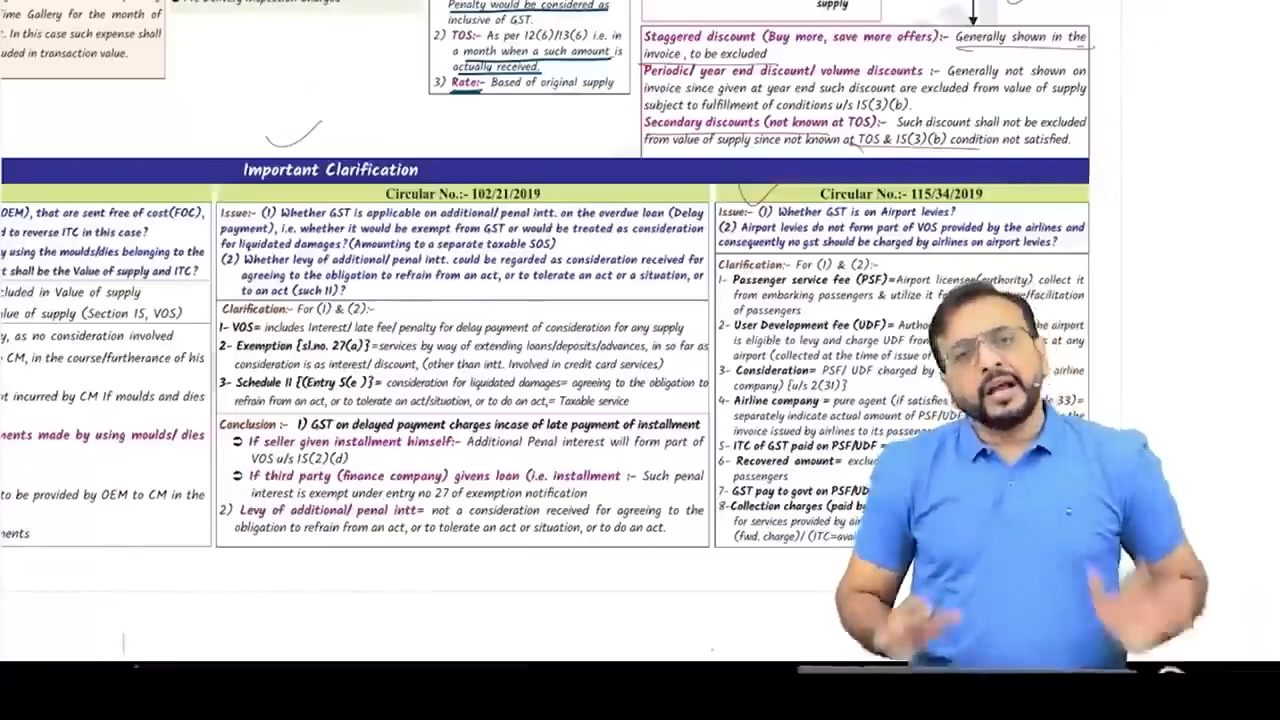 Time Gallery for the month of
. In this case such expense shall
uded in transaction value.
Penalty would be considered as
inclusive of GST.
2) TOS:- As per 12(6)/13(6) i.e. in
a month when a such amount is
actually received.
3) Rate:- Based of original supply
supply
Staggered discount (Buy more, save more offers):- Generally shown in the
invoice , to be excluded
Periodic/ year end discount/ volume discounts :- Generally not shown on
invoice since given at year end such discount are excluded from value of supply
subject to fulfillment of conditions u/s 15(3)(b).
Secondary discounts (not known at TOS):- Such discount shall not be excluded
from value of supply since not known at TOS & 15(3)(b) condition not satisfied.
Important Clarification
OEM), that are sent free of cost(FOC),
d to reverse ITC in this case?
y using the moulds/dies belonging to the
t shall be the Value of supply and ITC?
cluded in Value of supply
lue of supply (Section 15, VOS)
y, as no consideration involved
CM, in the course/furtherance of his
ot incurred by CM If moulds and dies
nents made by using moulds/ dies
to be provided by OEM to CM in the
nents
Circular No.:- 102/21/2019
Issue:- (1) Whether GST is applicable on additional/ penal intt. on the overdue loan (Delay
payment), i.e. whether it would be exempt from GST or would be treated as consideration
for liquidated damages?(Amounting to a separate taxable SOS)
(2) Whether levy of additional/ penal intt. could be regarded as consideration received for
agreeing to the obligation to refrain from an act, or to tolerate an act or a situation, or
to an act (such II)?
Clarification:- For (1) & (2):-
1- VOS= includes Interest/ late fee/ penalty for delay payment of consideration for any supply
2- Exemption {sl.no. 27(a)}=services by way of extending loans/deposits/advances, in so far as
consideration is as interest/ discount, (other than intt. Involved in credit card services)
3- Schedule II {(Entry 5(e )}= consideration for liquidated damages= agreeing to the obligation to
refrain from an act, or to tolerate an act/situation, or to do an act,= Taxable service
Conclusion :- 1) GST on delayed payment charges incase of late payment of installment
➲ If seller given installment himself:- Additional Penal interest will form part of
VOS u/s 15(2)(d)
➲ If third party (finance company) givens loan (i.e. installment :- Such penal
interest is exempt under entry no 27 of exemption notification
2) Levy of additional/ penal intt= not a consideration received for agreeing to the
obligation to refrain from an act, or to tolerate an act or situation, or to do an act.
Circular No.:- 115/34/2019
Issue:- (1) Whether GST is on Airport levies?
(2) Airport levies do not form part of VOS provided by the airlines and
consequently no gst should be charged by airlines on airport levies?
Clarification:- For (1) & (2):-
1- Passenger service fee (PSF)=Airport licensee(authority) collect it
from embarking passengers & utilize it f /facilitation
of passengers
2- User Development fee (UDF)= Autho the airport
is eligible to levy and charge UDF from at any
airport (collected at the time of issue of
3- Consideration= PSF/ UDF charged by airline
company) {u/s 2(31)}
4- Airline company = pure agent (if satisfies 33)=
separately indicate actual amount of PSF/UDF the
invoice issued by airlines to its passen
5- ITC of GST paid on PSF/UDF =
6- Recovered amount= exclu
passengers
7- GST pay to govt on PSF/UD
8-Collection charges (paid by
for services provided by air
(fwd. charge)/ (ITC=avai